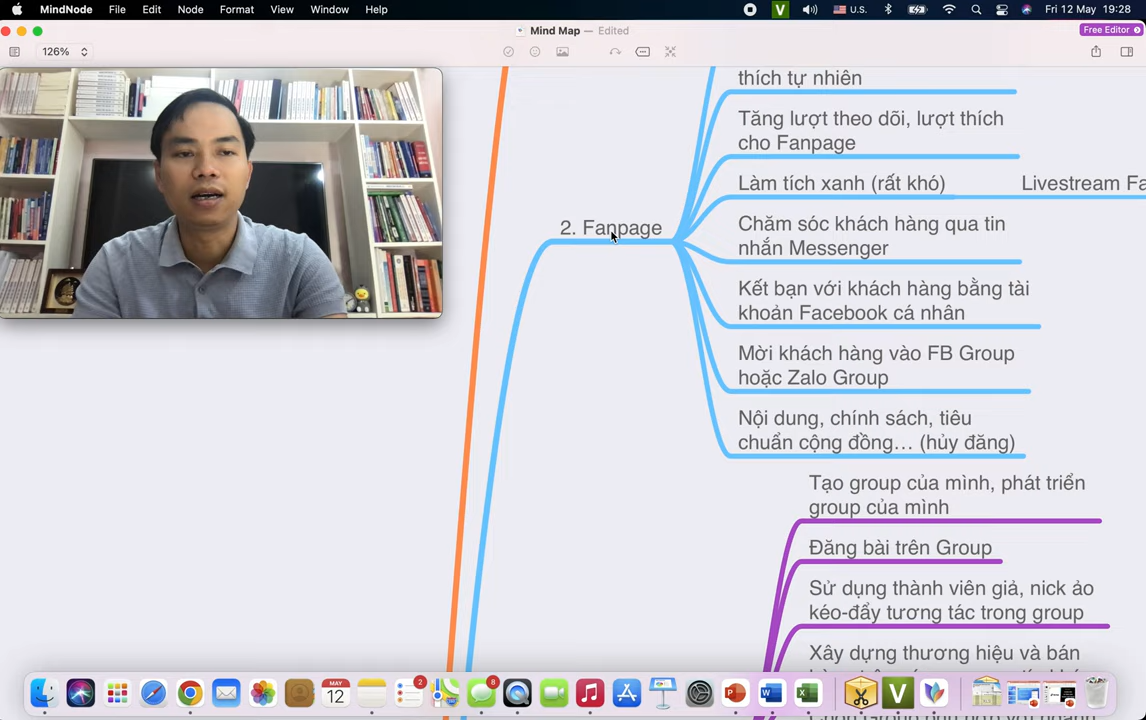 MindNode File Edit Node Format View Window Help
V U.S. Fri 12 May 19:28
Mind Map — Edited
Free Editor
126%
thích tự nhiên
Tăng lượt theo dõi, lượt thích
cho Fanpage
Làm tích xanh (rất khó)
Livestream Fa
2. Fanpage
Chăm sóc khách hàng qua tin
nhắn Messenger
Kết bạn với khách hàng bằng tài
khoản Facebook cá nhân
Mời khách hàng vào FB Group
hoặc Zalo Group
Nội dung, chính sách, tiêu
chuẩn cộng đồng... (hủy đăng)
Tạo group của mình, phát triển
group của mình
Đăng bài trên Group
Sử dụng thành viên giả, nick ảo
kéo-đẩy tương tác trong group
Xây dựng thương hiệu và bán
MAY
12
2
8